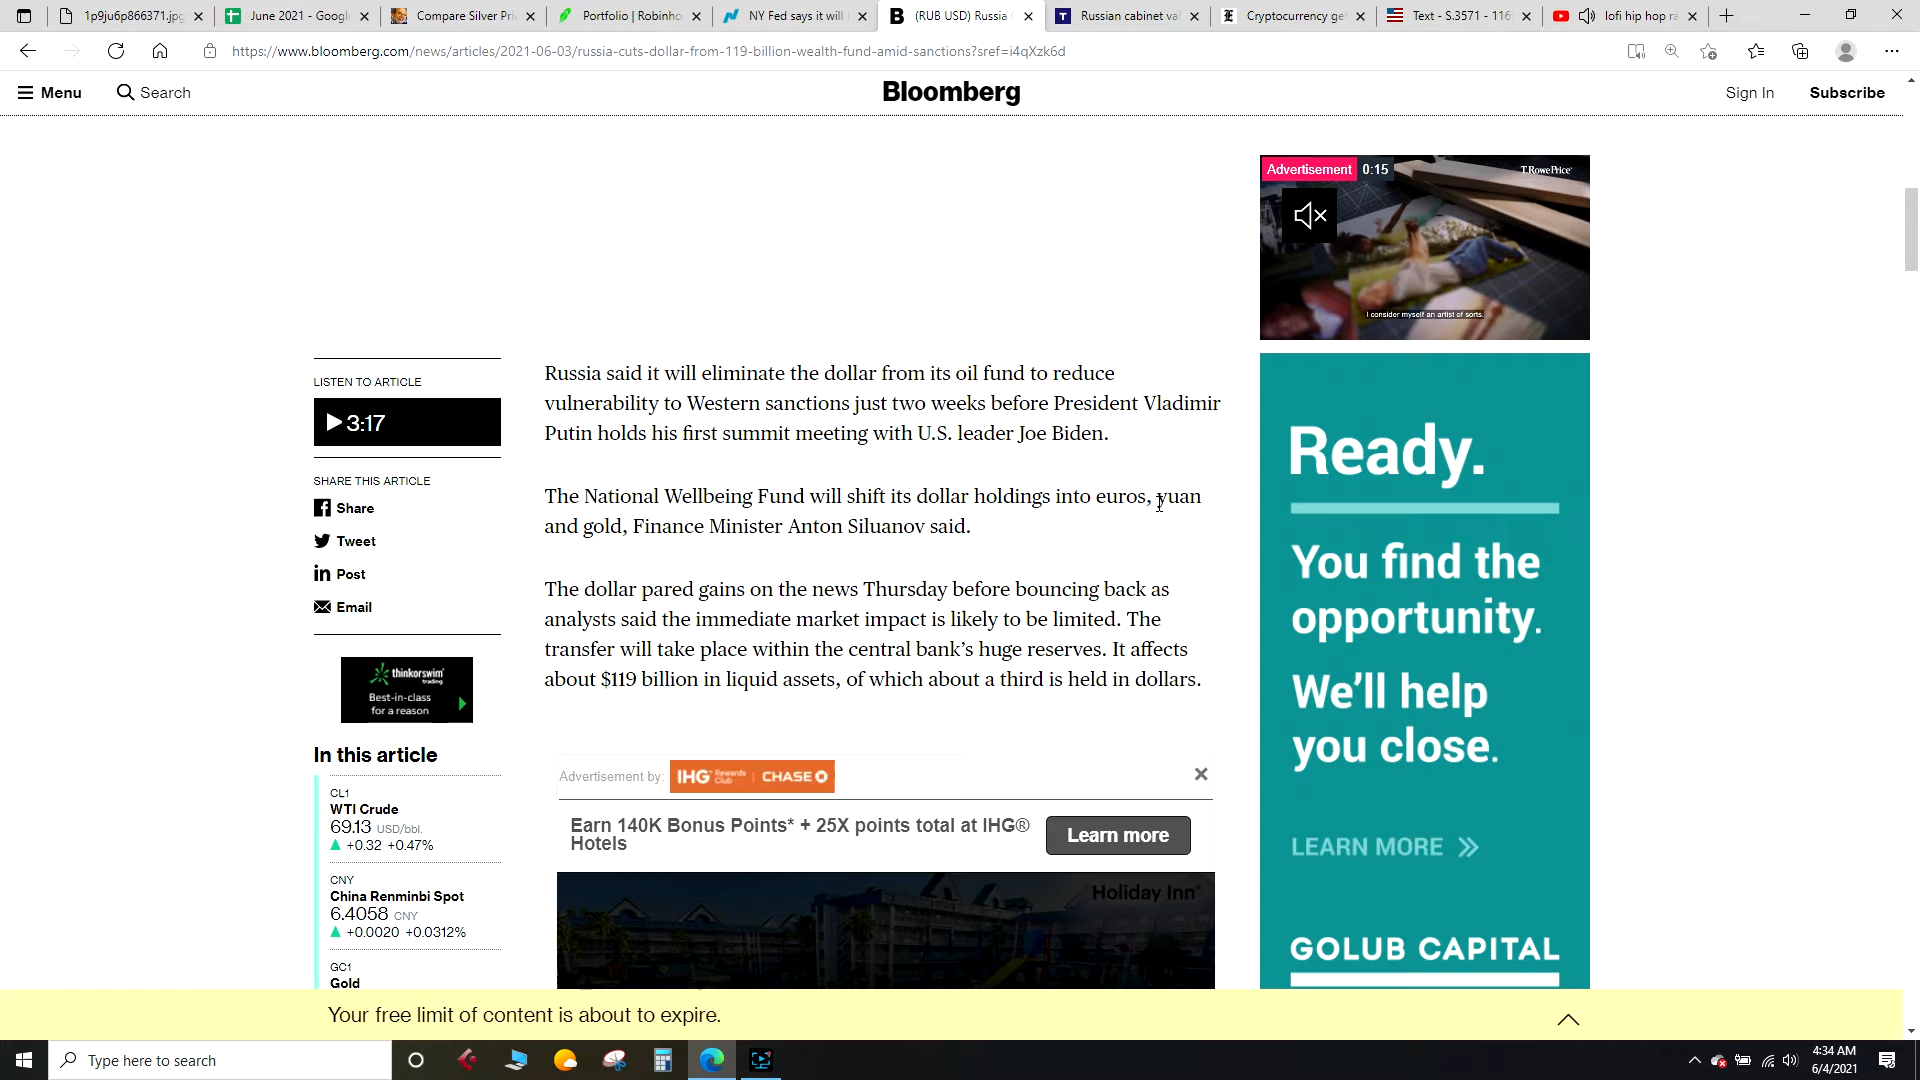 1p9ju6p866371.jpg
June 2021 - Google
Compare Silver Pri
Portfolio | Robinho
NY Fed says it will
(RUB USD) Russia
Russian cabinet va
Cryptocurrency ge
Text - S.3571 - 116
lofi hip hop ra
https://www.bloomberg.com/news/articles/2021-06-03/russia-cuts-dollar-from-119-billion-wealth-fund-amid-sanctions?sref=i4qXzk6d
Menu
Search
Bloomberg
Sign In
Subscribe
Advertisement 0:15
T.RowePrice
I consider myself an artist of sorts.
LISTEN TO ARTICLE
3:17
SHARE THIS ARTICLE
Share
Tweet
Post
Email
thinkorswim
trading
Best-in-class
for a reason
In this article
CL1
WTI Crude
69.13 USD/bbl.
+0.32 +0.47%
CNY
China Renminbi Spot
6.4058 CNY
+0.0020 +0.0312%
GC1
Gold
Russia said it will eliminate the dollar from its oil fund to reduce
vulnerability to Western sanctions just two weeks before President Vladimir
Putin holds his first summit meeting with U.S. leader Joe Biden.
The National Wellbeing Fund will shift its dollar holdings into euros, yuan
and gold, Finance Minister Anton Siluanov said.
The dollar pared gains on the news Thursday before bouncing back as
analysts said the immediate market impact is likely to be limited. The
transfer will take place within the central bank's huge reserves. It affects
about $119 billion in liquid assets, of which about a third is held in dollars.
Advertisement by:
IHG® Rewards Club | CHASE
Earn 140K Bonus Points* + 25X points total at IHG®
Hotels
Learn more
Holiday Inn
Ready.
You find the
opportunity.
We'll help
you close.
LEARN MORE
GOLUB CAPITAL
Your free limit of content is about to expire.
Type here to search
4:34 AM
6/4/2021